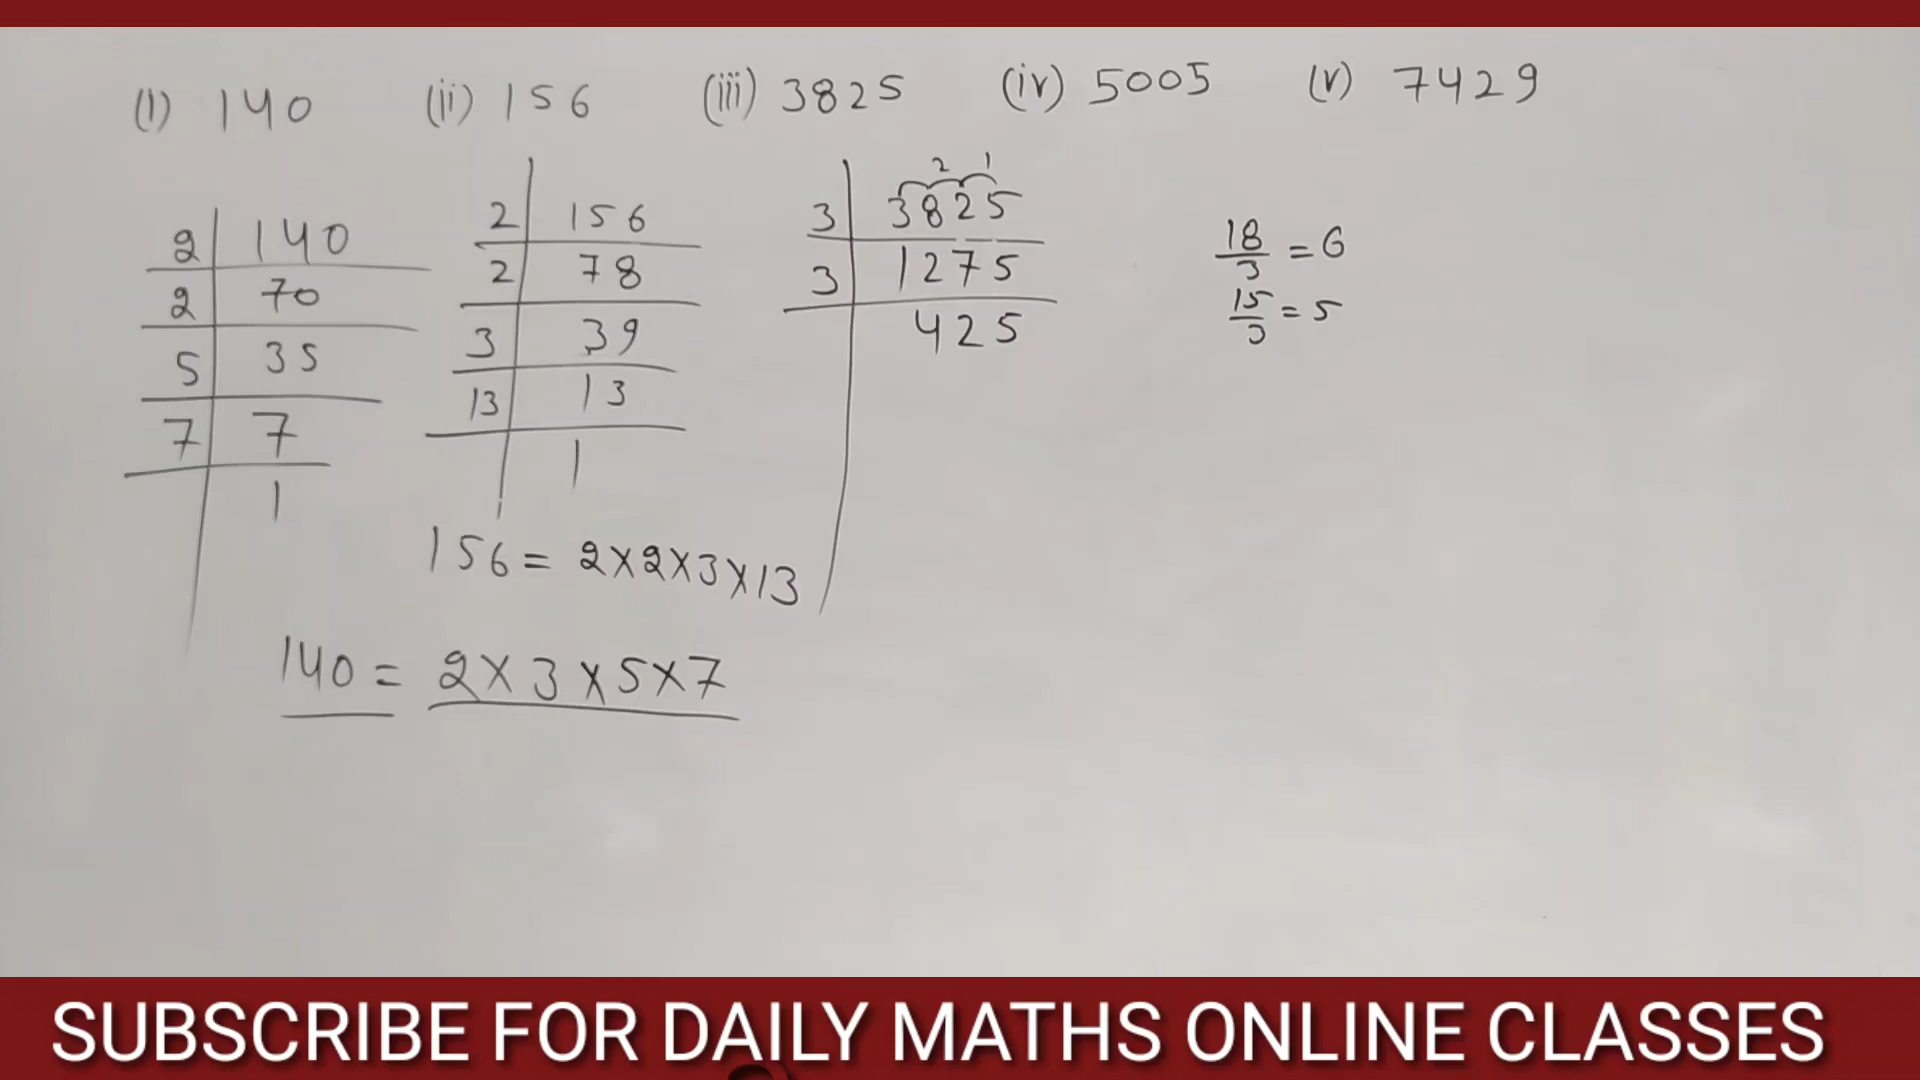 (i) 140 (ii) 156 (iii) 3825 (iv) 5005 (v) 7429
2 140
2 70
5 35
7 7
1
2 156
2 78
3 39
13 13
1
156 = 2×2×3×13
140 = 2×3×5×7
2 1
3 3825
3 1275
425
18/3 = 6
15/3 = 5
SUBSCRIBE FOR DAILY MATHS ONLINE CLASSES